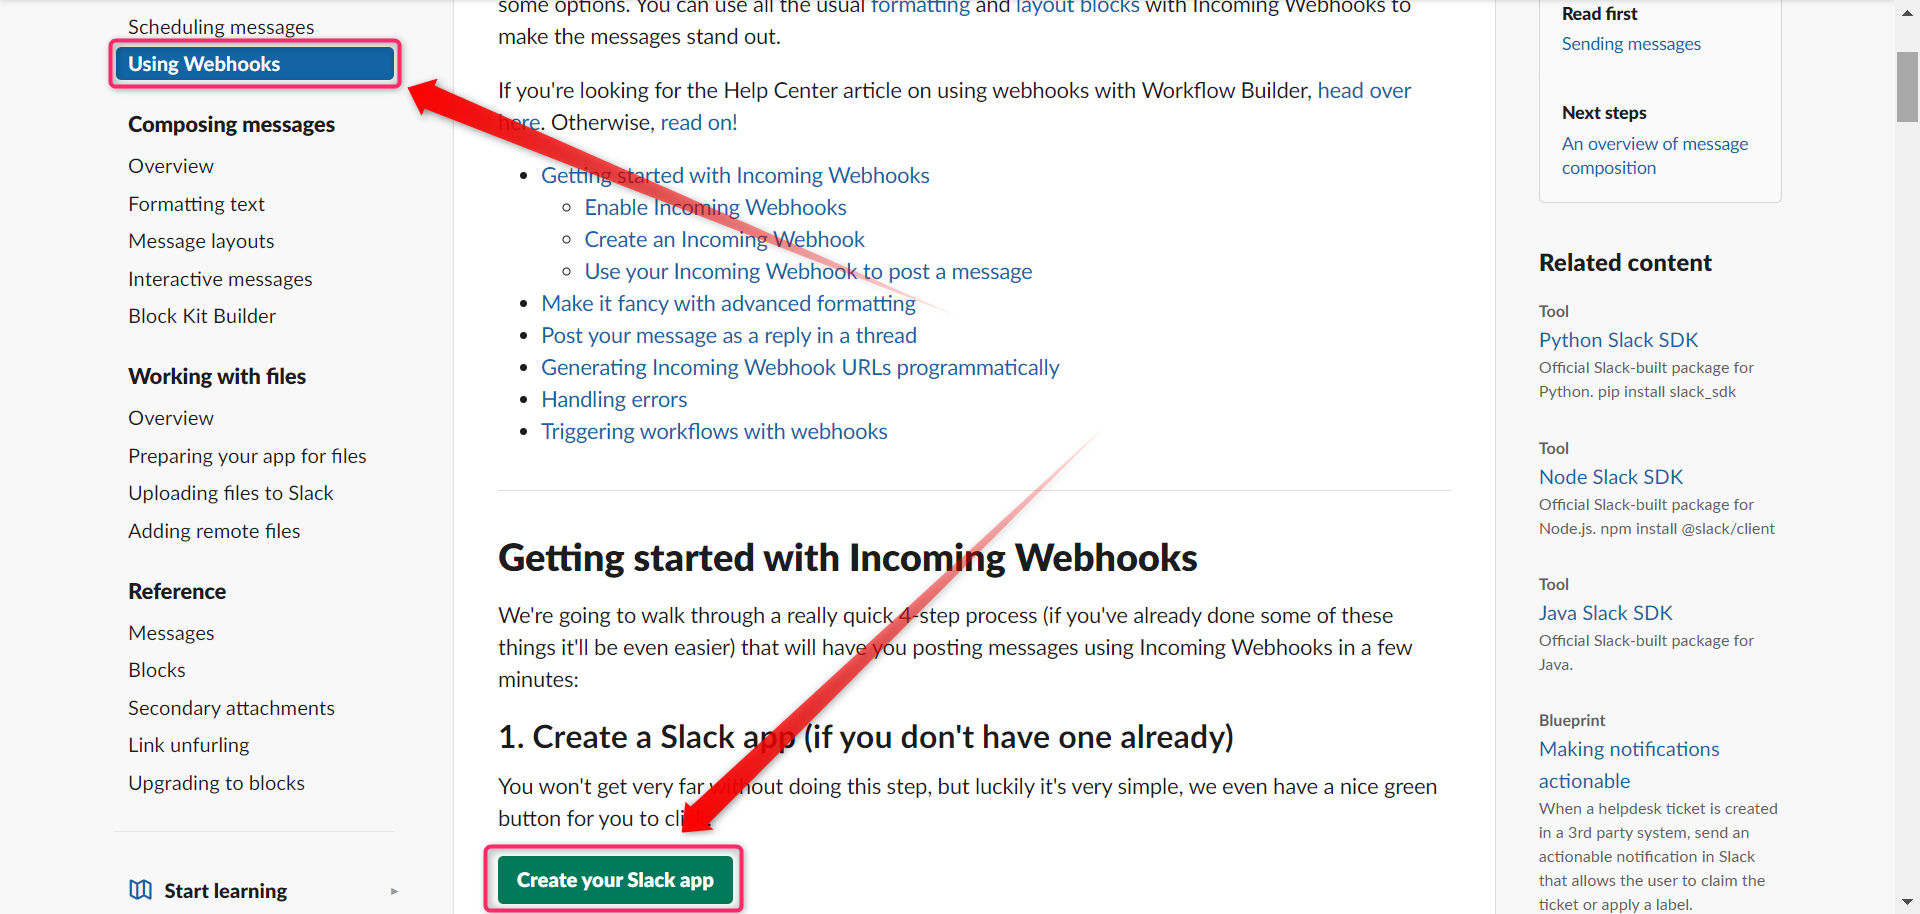 Scheduling messages
Using Webhooks
Composing messages
Overview
Formatting text
Message layouts
Interactive messages
Block Kit Builder
Working with files
Overview
Preparing your app for files
Uploading files to Slack
Adding remote files
Reference
Messages
Blocks
Secondary attachments
Link unfurling
Upgrading to blocks
Start learning
some options. You can use all the usual formatting and layout blocks with Incoming Webhooks to
make the messages stand out.
If you're looking for the Help Center article on using webhooks with Workflow Builder, head over
here. Otherwise, read on!
Getting started with Incoming Webhooks
Enable Incoming Webhooks
Create an Incoming Webhook
Use your Incoming Webhook to post a message
Make it fancy with advanced formatting
Post your message as a reply in a thread
Generating Incoming Webhook URLs programmatically
Handling errors
Triggering workflows with webhooks
Getting started with Incoming Webhooks
We're going to walk through a really quick 4-step process (if you've already done some of these
things it'll be even easier) that will have you posting messages using Incoming Webhooks in a few
minutes:
1. Create a Slack app (if you don't have one already)
You won't get very far without doing this step, but luckily it's very simple, we even have a nice green
button for you to
Create your Slack app
Read first
Sending messages
Next steps
An overview of message
composition
Related content
Tool
Python Slack SDK
Official Slack-built package for
Python. pip install slack_sdk
Tool
Node Slack SDK
Official Slack-built package for
Node.js. npm install @slack/client
Tool
Java Slack SDK
Official Slack-built package for
Java.
Blueprint
Making notifications
actionable
When a helpdesk ticket is created
in a 3rd party system, send an
actionable notification in Slack
that allows the user to claim the
ticket or apply a label.